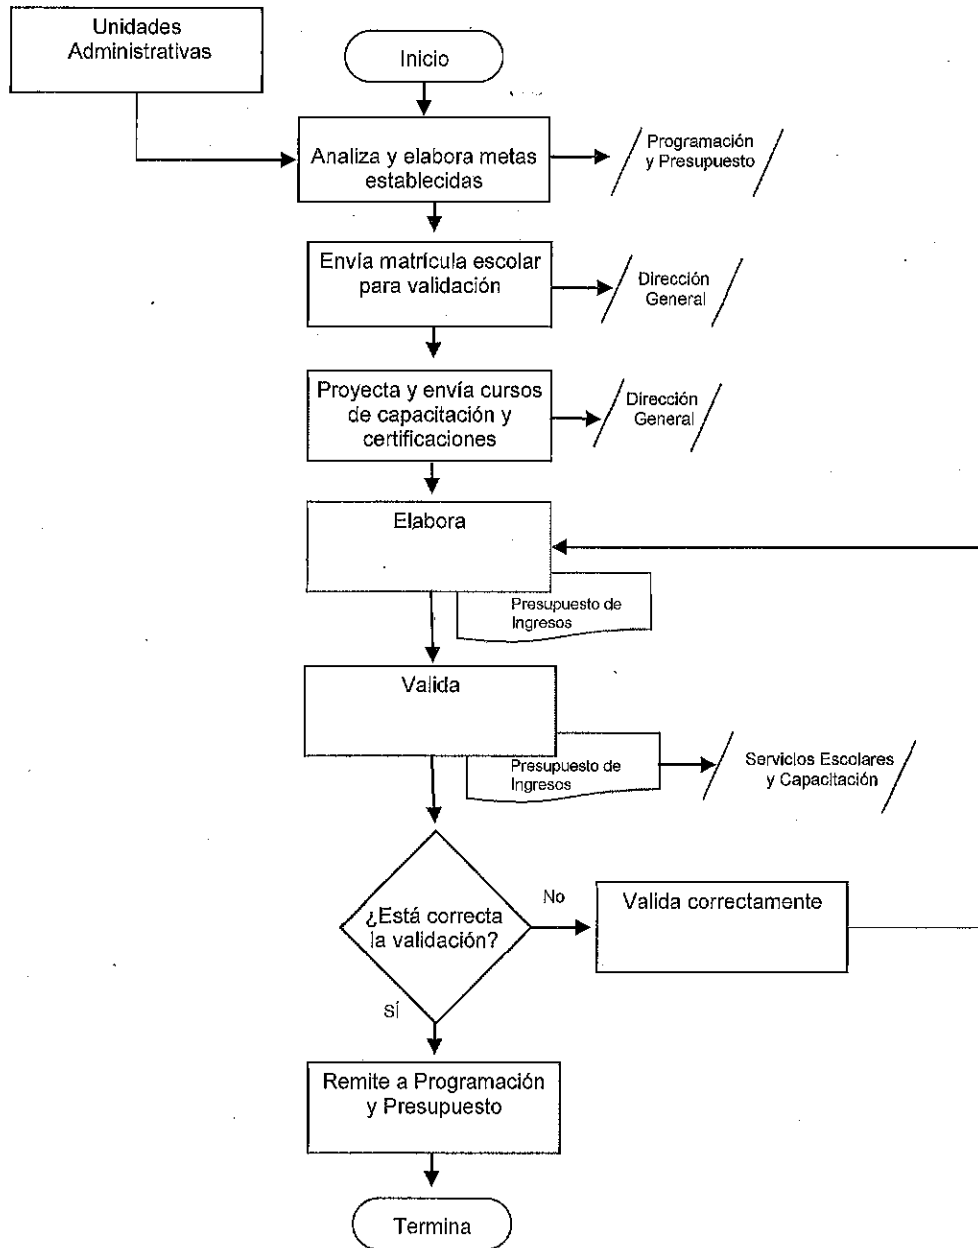 Unidades
Administrativas
Inicio
Analiza y elabora metas
establecidas
Programación
y Presupuesto
Envía matrícula escolar
para validación
Dirección
General
Proyecta y envía cursos
de capacitación y
certificaciones
Dirección
General
Elabora
Presupuesto de
Ingresos
Valida
Presupuesto de
Ingresos
Servicios Escolares
y Capacitación
¿Está correcta
la validación?
No
Valida correctamente
SÍ
Remite a Programación
y Presupuesto
Termina